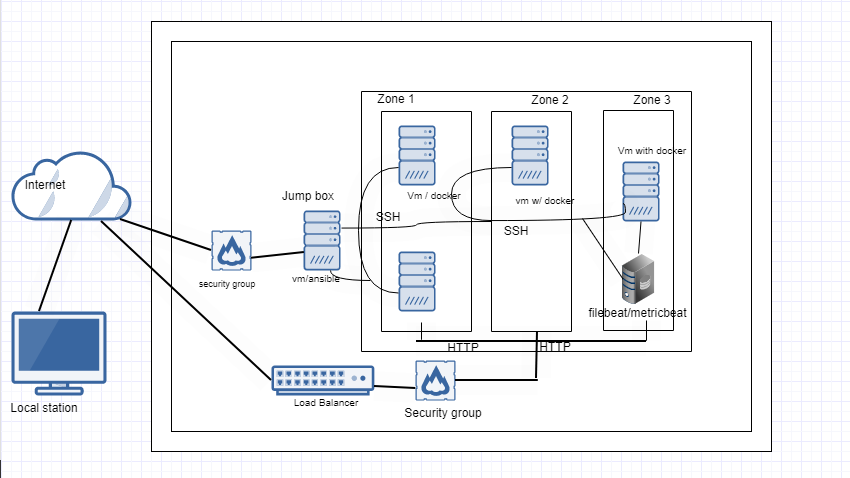 Zone 1
Zone 2
Zone 3
Vm with docker
Internet
Jump box
Vm / docker
vm w/ docker
SSH
SSH
security group
vm/ansible
filebeat/metricbeat
HTTP
HTTP
Load Balancer
Local station
Security group